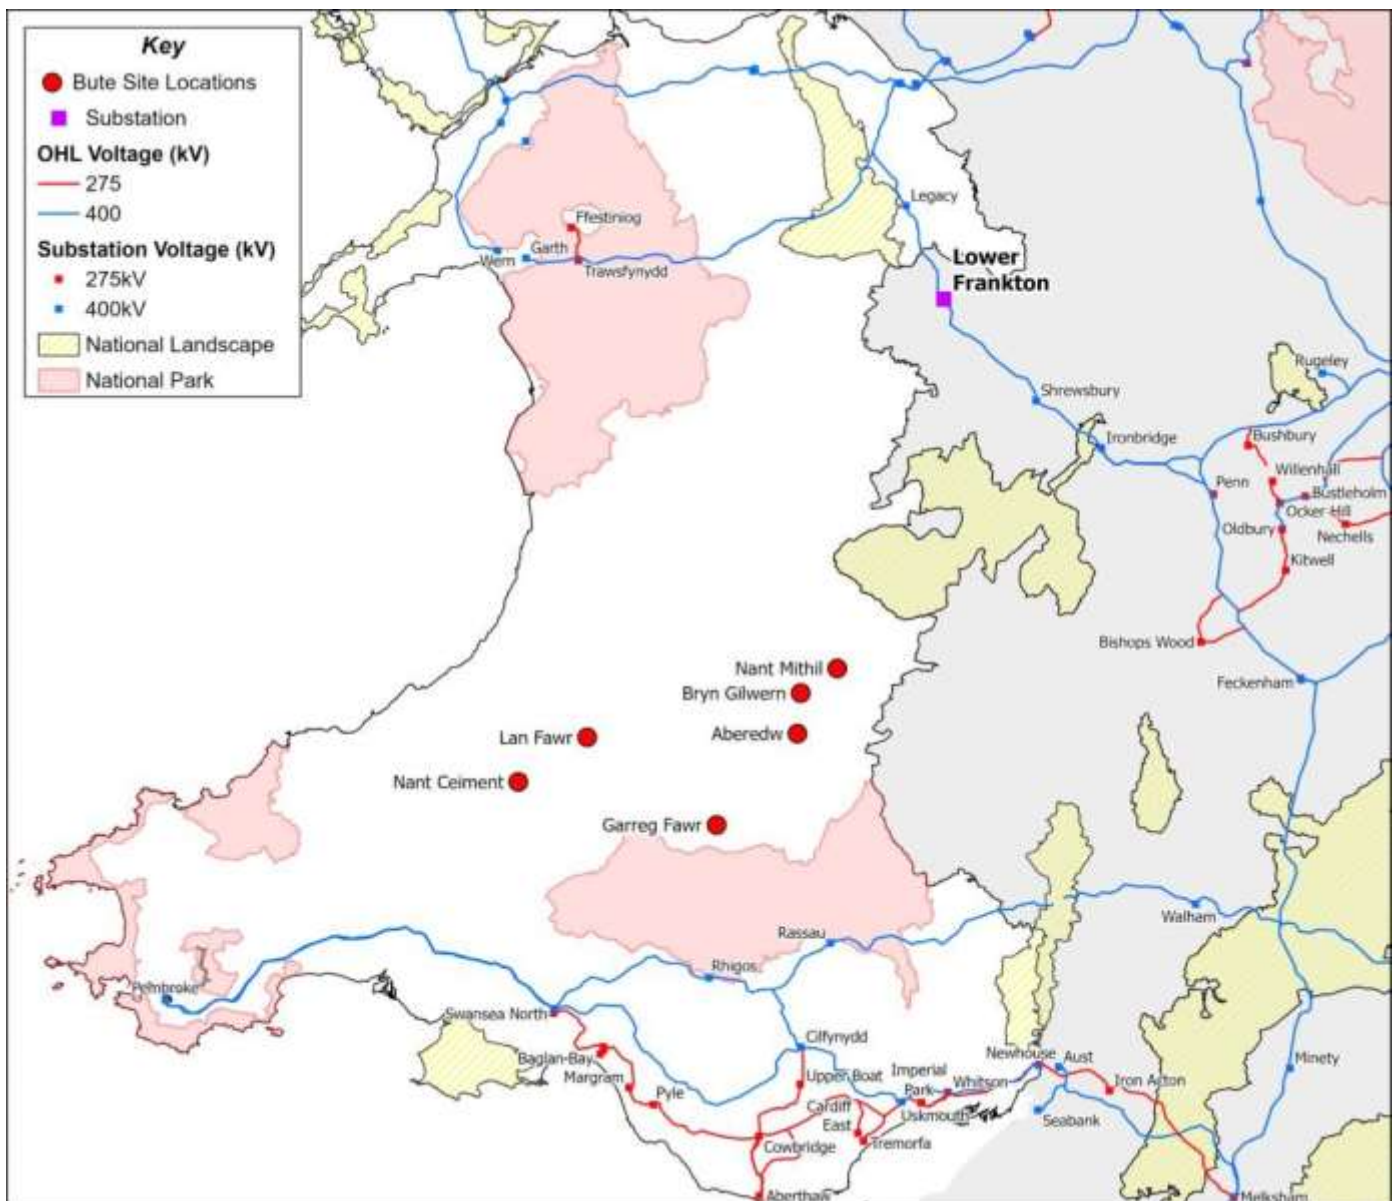 Key
Bute Site Locations
Substation
OHL Voltage (kV)
275
400
Substation Voltage (kV)
275kV
400kV
National Landscape
National Park
Legacy
Ffestiniog
Wern
Garth
Trawsfynydd
Lower
Frankton
Rugeley
Shrewsbury
Ironbridge
Bushbury
Willenhall
Penn
Bustleholm
Ocker-Hill
Oldbury
Nechells
Kitwell
Bishops Wood
Nant Mithil
Feckenham
Bryn Gilwern
Lan Fawr
Aberedw
Nant Ceiment
Garreg Fawr
Walham
Rassau
Rhigos
Pembroke
Swansea North
Cilfynydd
Baglan-Bay
Newhouse
Aust
Minety
Margram
Upper Boat
Imperial
Park
Whitson
Iron Acton
Pyle
Cardiff
East
Uskmouth
Seabank
Tremorfa
Cowbridge
Aberthaw
Melksham